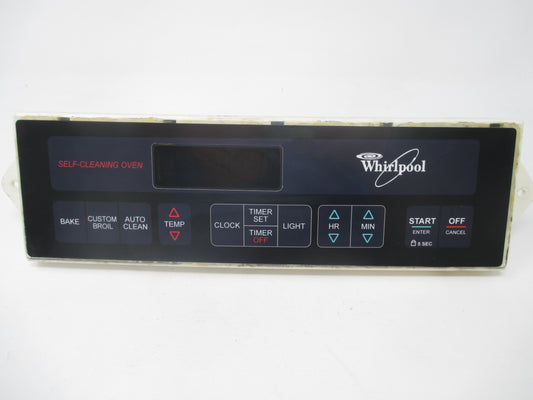 SELF-CLEANING OVEN
Whirlpool
BAKE
CUSTOM
BROIL
AUTO
CLEAN
TEMP
CLOCK
TIMER
SET
TIMER
OFF
LIGHT
HR
MIN
START
ENTER
5 SEC
OFF
CANCEL